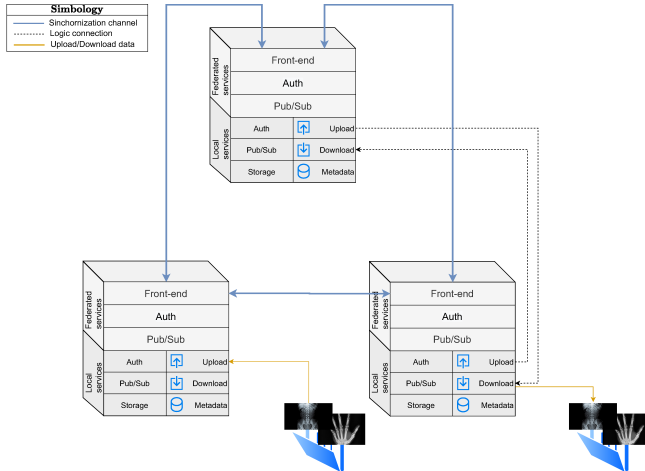 Simbology
Sinchornization channel
Logic connection
Upload/Download data
Federated
services
Front-end
Auth
Pub/Sub
Local
services
Auth
Upload
Pub/Sub
Download
Storage
Metadata
Federated
services
Front-end
Auth
Pub/Sub
Local
services
Auth
Upload
Pub/Sub
Download
Storage
Metadata
Federated
services
Front-end
Auth
Pub/Sub
Local
services
Auth
Upload
Pub/Sub
Download
Storage
Metadata